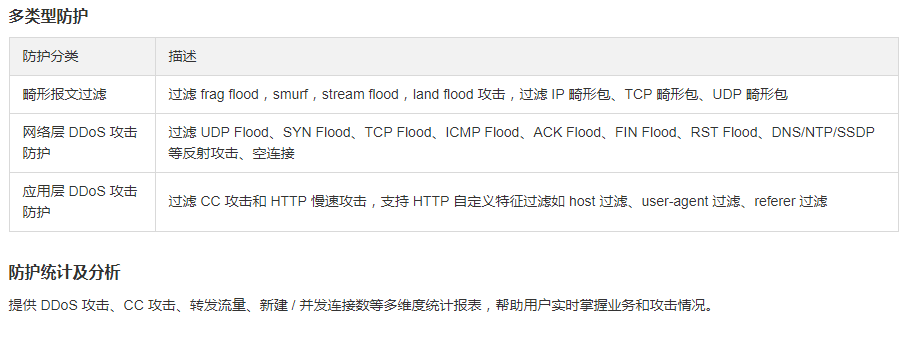 多类型防护
防护分类 描述
畸形报文过滤 过滤 frag flood，smurf，stream flood，land flood 攻击，过滤 IP 畸形包、TCP 畸形包、UDP 畸形包
网络层 DDoS 攻击
防护
过滤 UDP Flood、SYN Flood、TCP Flood、ICMP Flood、ACK Flood、FIN Flood、RST Flood、DNS/NTP/SSDP
等反射攻击、空连接
应用层 DDoS 攻击
防护
过滤 CC 攻击和 HTTP 慢速攻击，支持 HTTP 自定义特征过滤如 host 过滤、user-agent 过滤、referer 过滤
防护统计及分析
提供 DDoS 攻击、CC 攻击、转发流量、新建 / 并发连接数等多维度统计报表，帮助用户实时掌握业务和攻击情况。